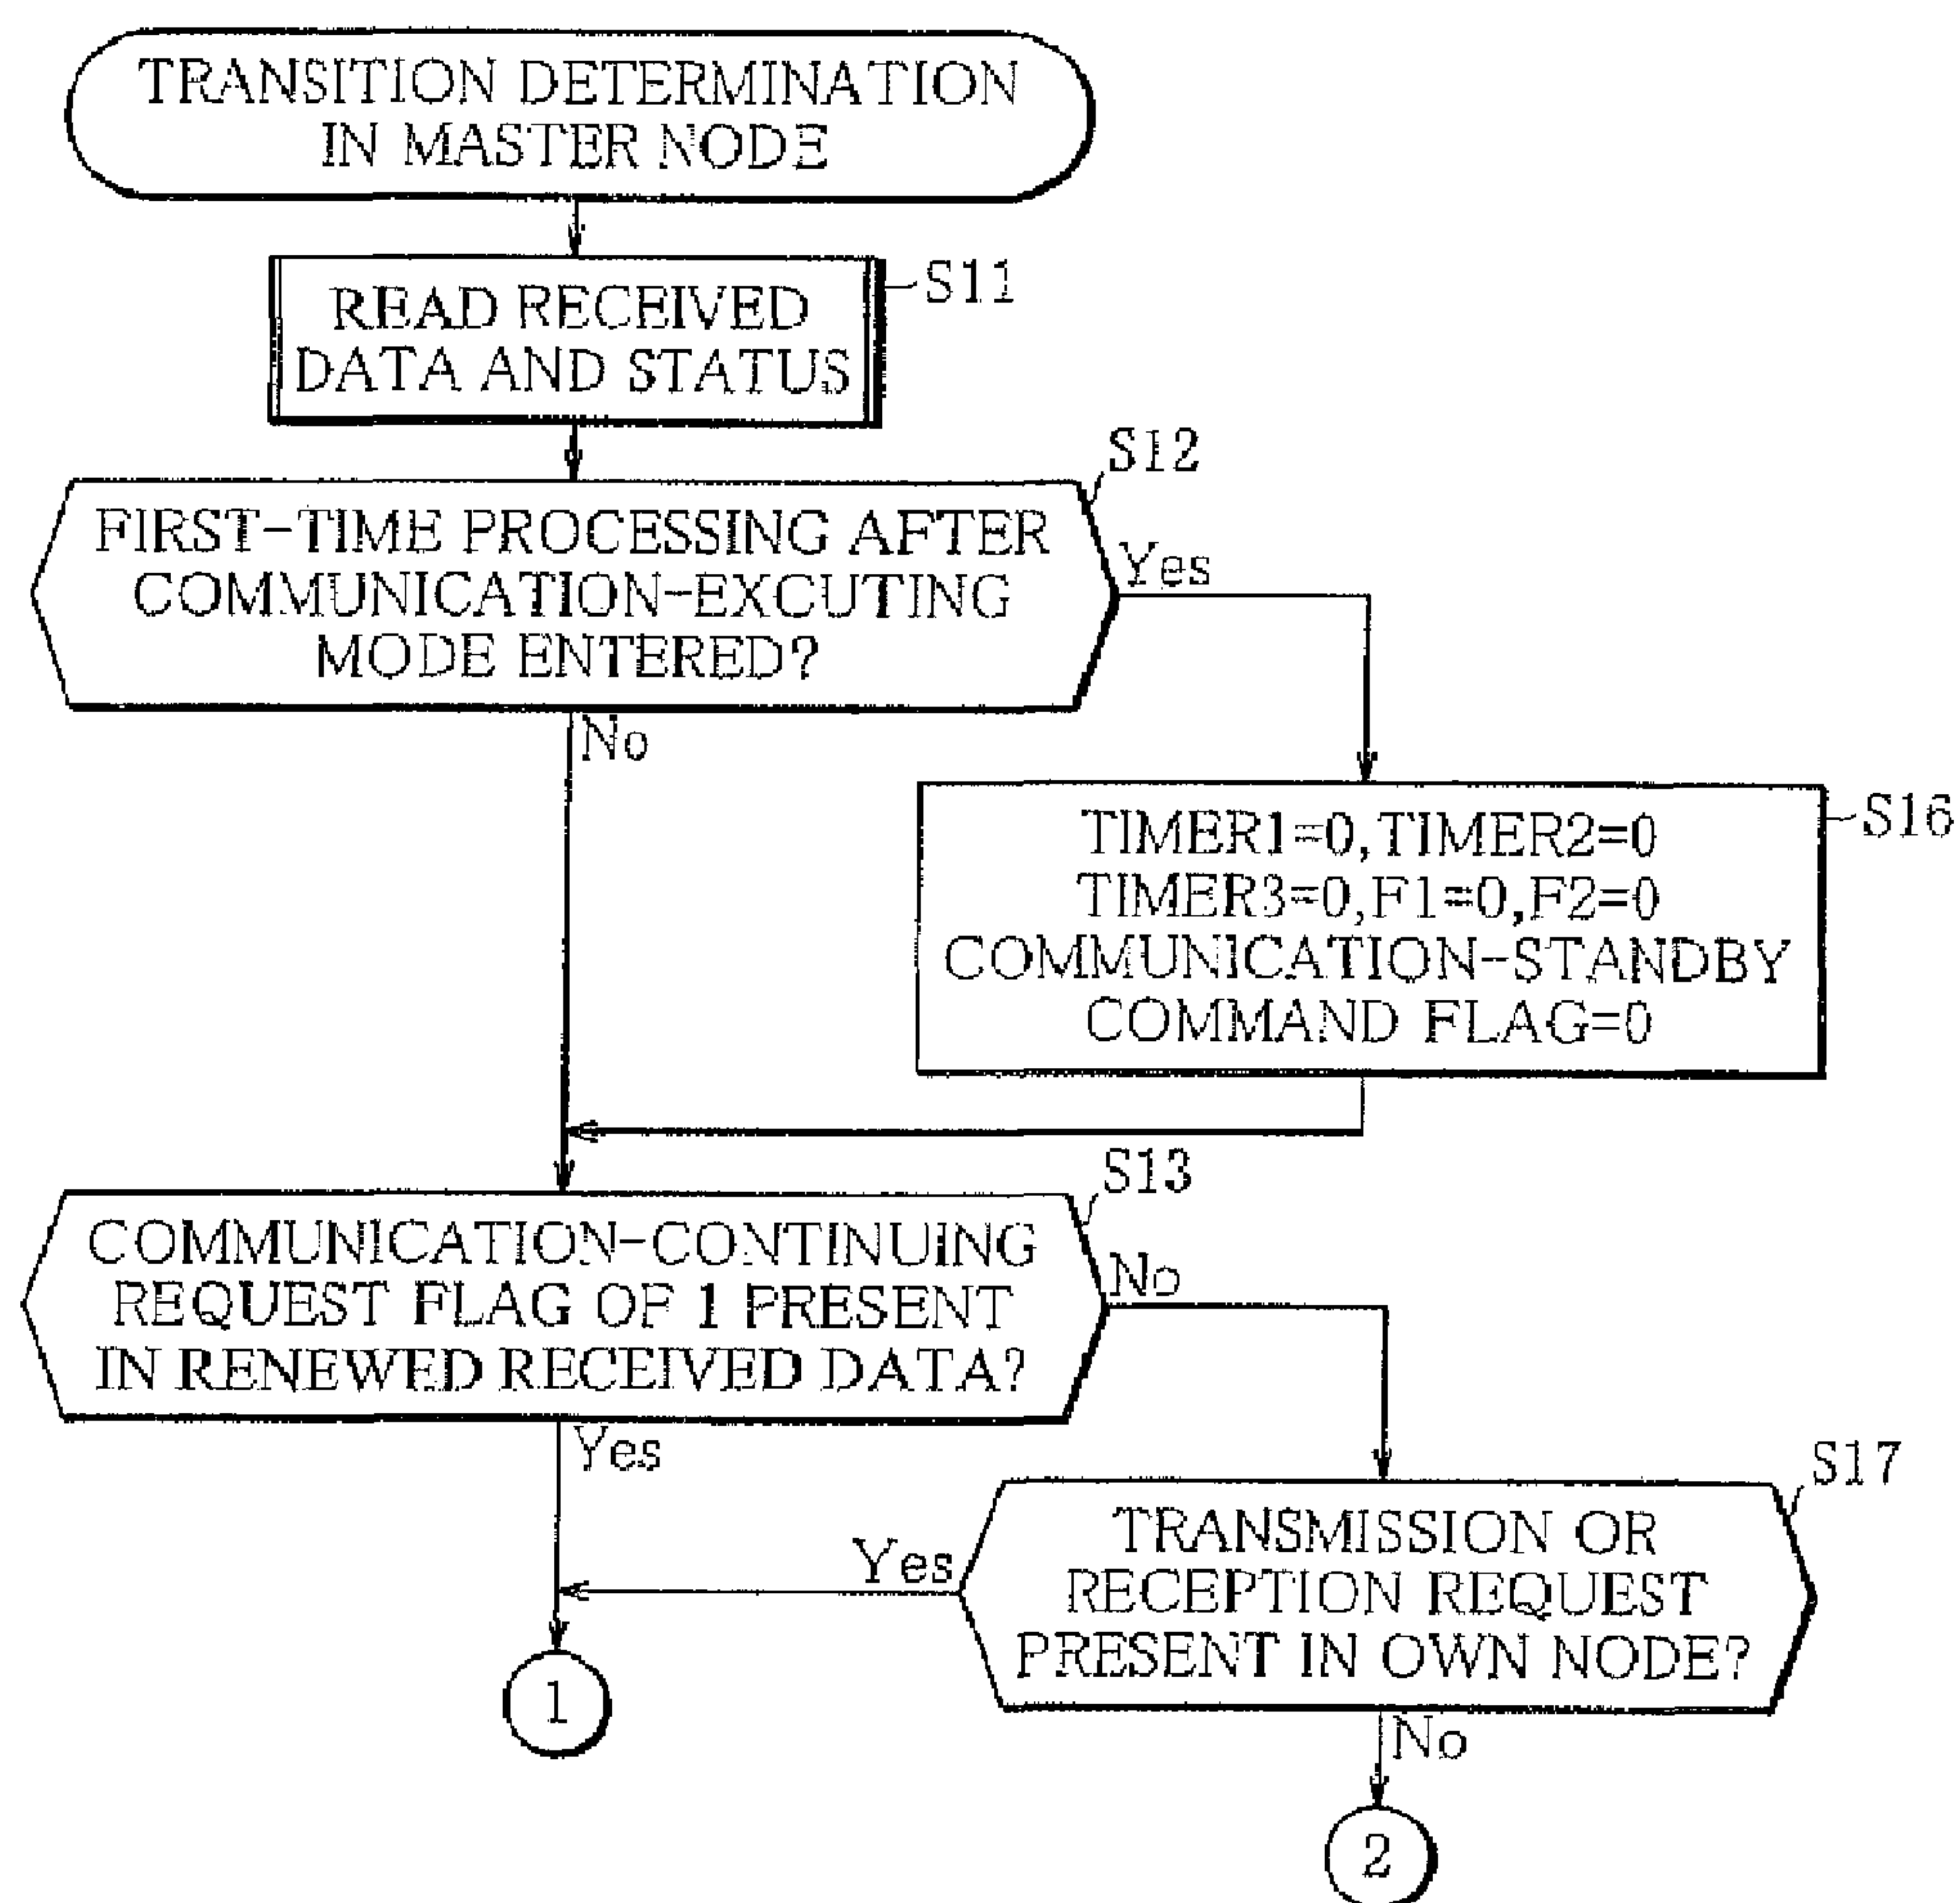 TRANSITION DETERMINATION
IN MASTER NODE
READ RECEIVED
DATA AND STATUS
S11
S12
FIRST-TIME PROCESSING AFTER
COMMUNICATION-EXCUTING
MODE ENTERED?
Yes
No
TIMER1=0,TIMER2=0
TIMER3=0,F1=0,F2=0
COMMUNICATION-STANDBY
COMMAND FLAG=0
S16
S13
COMMUNICATION-CONTINUING
REQUEST FLAG OF 1 PRESENT
IN RENEWED RECEIVED DATA?
No
Yes
S17
TRANSMISSION OR
RECEPTION REQUEST
PRESENT IN OWN NODE?
Yes
No
1
2